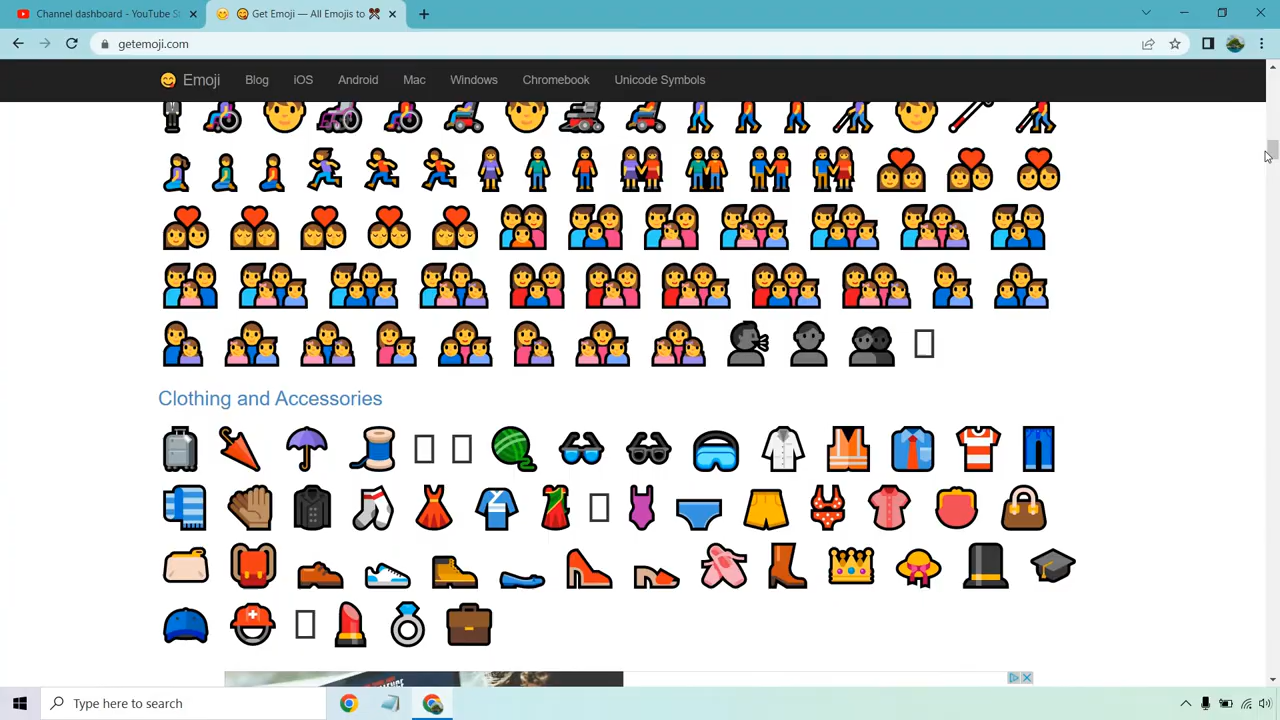 Channel dashboard - YouTube S
Get Emoji — All Emojis to
getemoji.com
Emoji Blog iOS Android Mac Windows Chromebook Unicode Symbols
Clothing and Accessories
Type here to search